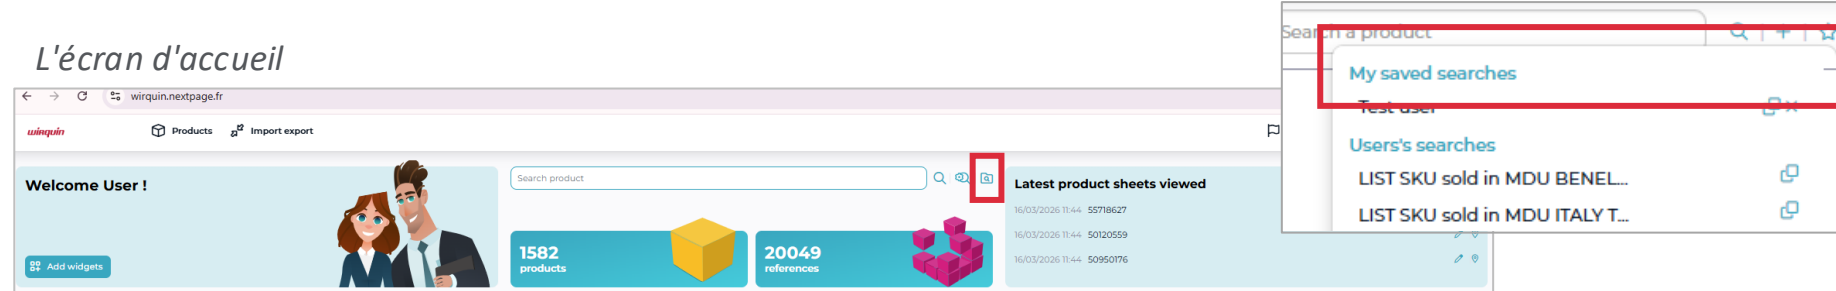 L'écran d'accueil
wirquin.nextpage.fr
wirquin
Products
Import export
Welcome User !
Add widgets
Search product
1582
products
20049
references
Latest product sheets viewed
16/03/2026 11:44 55718627
16/03/2026 11:44 50120559
16/03/2026 11:44 50950176
Search a product
My saved searches
Test user
Users's searches
LIST SKU sold in MDU BENEL...
LIST SKU sold in MDU ITALY T...